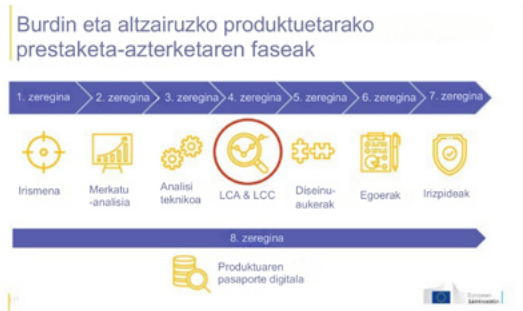 Burdin eta altzairuzko produktuetarako
prestaketa-azterketaren faseak
1. zeregina
2. zeregina
3. zeregina
4. zeregina
5. zeregina
6. zeregina
7. zeregina
Irismena
Merkatu
-analisia
Analisi
teknikoa
LCA & LCC
Diseinu-
aukerak
Egoerak
Irizpideak
8. zeregina
Produktuaren
pasaporte digitala
European